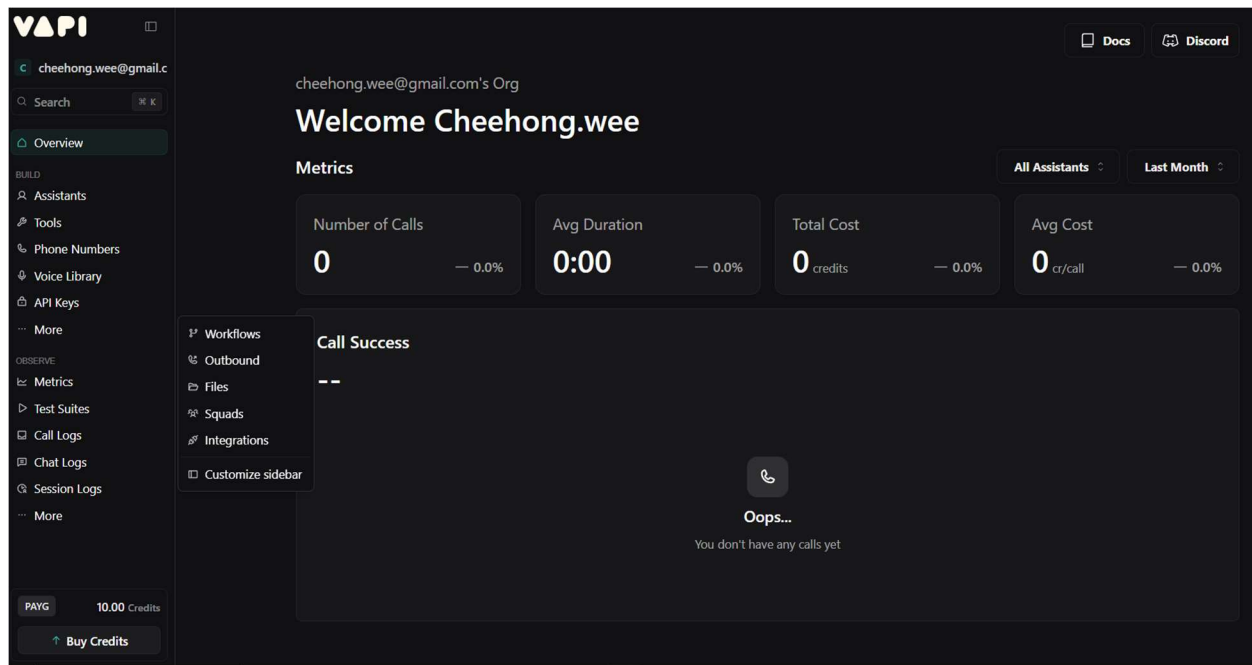 VAPI
C cheehong.wee@gmail.c
Search ⌘ K
Overview
BUILD
Assistants
Tools
Phone Numbers
Voice Library
API Keys
More
OBSERVE
Metrics
Test Suites
Call Logs
Chat Logs
Session Logs
More
PAYG 10.00 Credits
Buy Credits
Workflows
Outbound
Files
Squads
Integrations
Customize sidebar
Docs Discord
cheehong.wee@gmail.com's Org
Welcome Cheehong.wee
Metrics All Assistants Last Month
Number of Calls
0 — 0.0%
Avg Duration
0:00 — 0.0%
Total Cost
0 credits — 0.0%
Avg Cost
0 cr/call — 0.0%
Call Success
--
Oops...
You don't have any calls yet